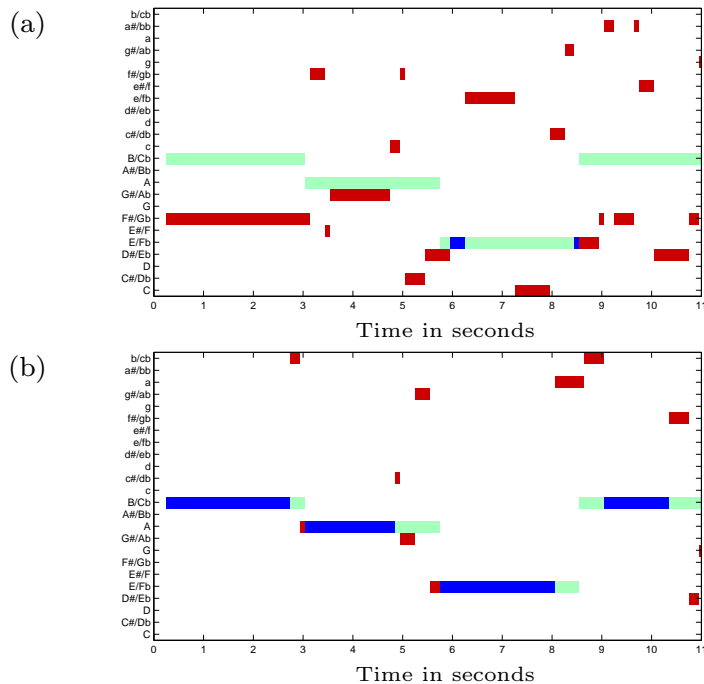 (a)
b/cb
a#/bb
a
g#/ab
g
f#/gb
e#/f
e/fb
d#/eb
d
c#/db
c
B/Cb
A#/Bb
A
G#/Ab
G
F#/Gb
E#/F
E/Fb
D#/Eb
D
C#/Db
C
0 1 2 3 4 5 6 7 8 9 10 11
Time in seconds
(b)
b/cb
a#/bb
a
g#/ab
g
f#/gb
e#/f
e/fb
d#/eb
d
c#/db
c
B/Cb
A#/Bb
A
G#/Ab
G
F#/Gb
E#/F
E/Fb
D#/Eb
D
C#/Db
C
0 1 2 3 4 5 6 7 8 9 10 11
Time in seconds